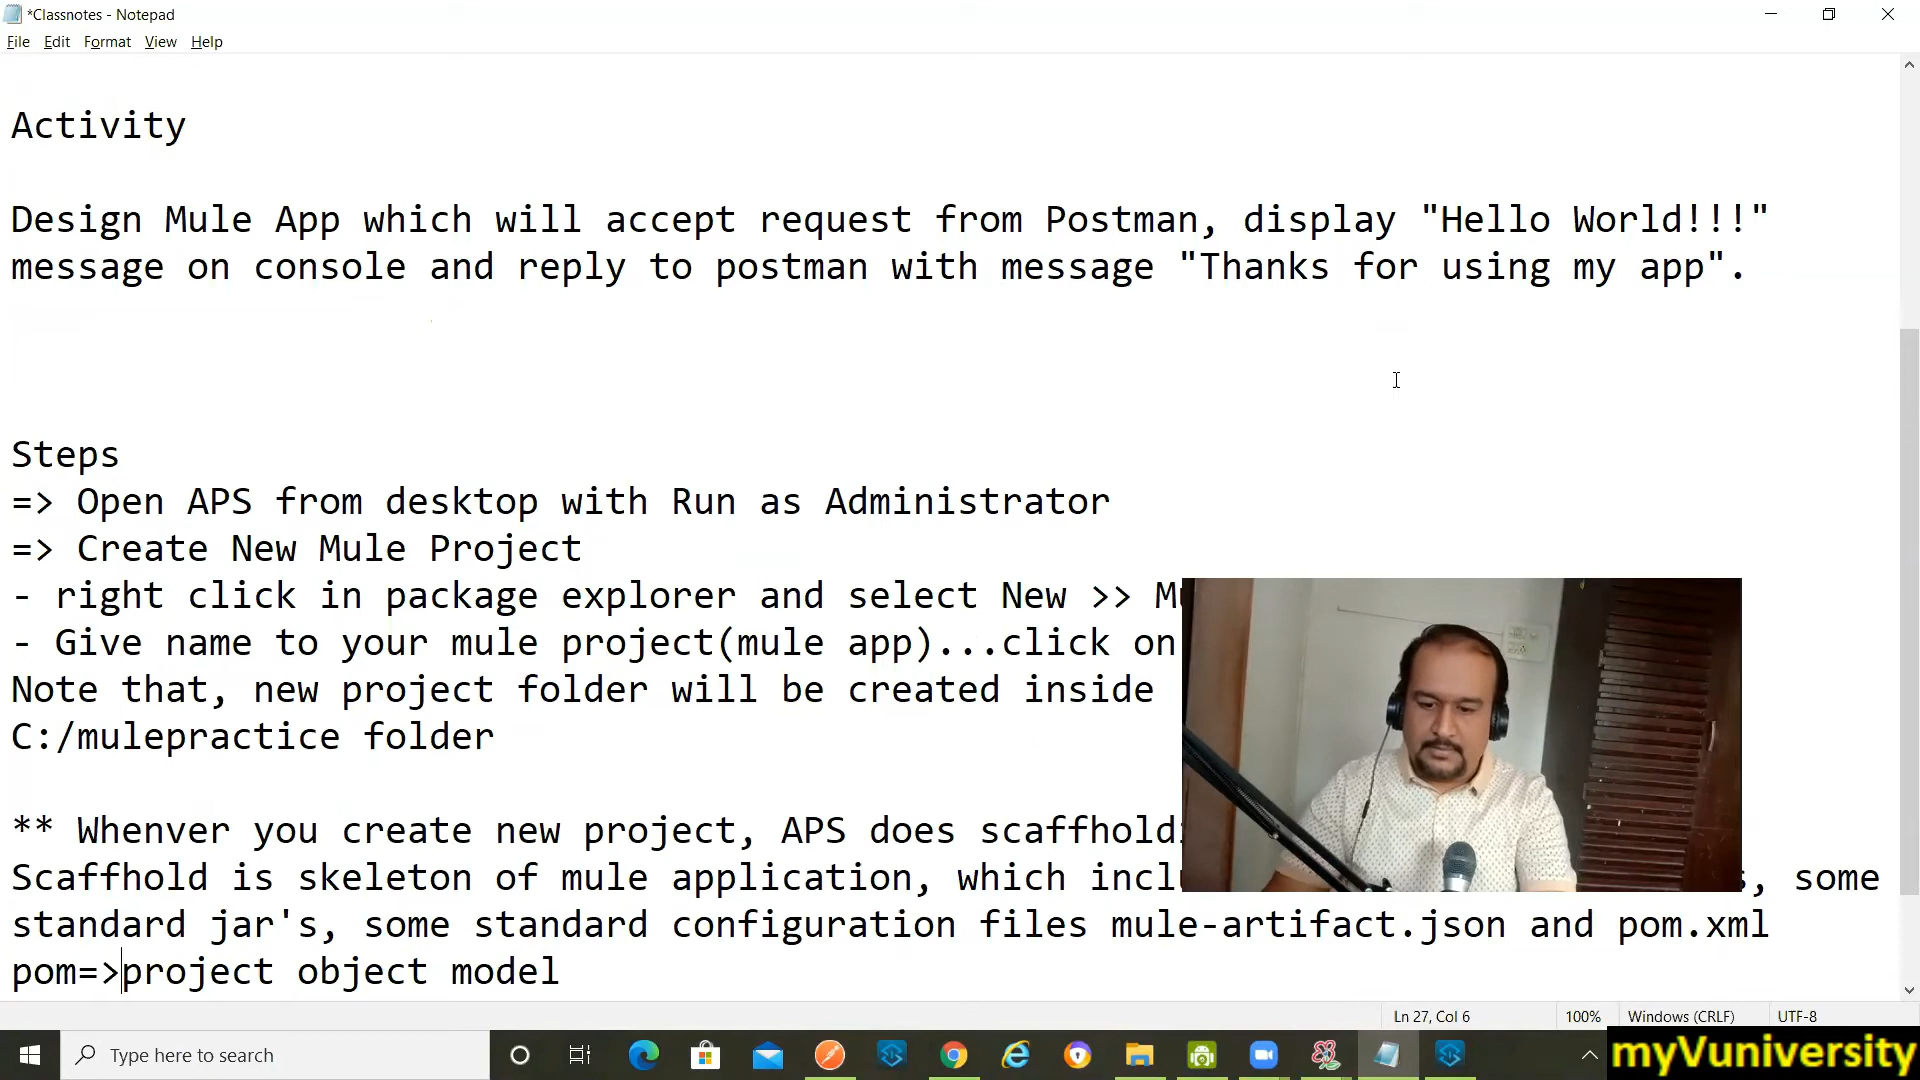 *Classnotes - Notepad
File Edit Format View Help
Activity
Design Mule App which will accept request from Postman, display "Hello World!!!"
message on console and reply to postman with message "Thanks for using my app".
Steps
=> Open APS from desktop with Run as Administrator
=> Create New Mule Project
- right click in package explorer and select New >>
- Give name to your mule project(mule app)...click on
Note that, new project folder will be created inside
C:/mulepractice folder
** Whenver you create new project, APS does
Scaffhold is skeleton of mule application, which some
standard jar's, some standard configuration files mule-artifact.json and pom.xml
pom=>project object model
Ln 27, Col 6 100% Windows (CRLF) UTF-8
Type here to search
myVuniversity